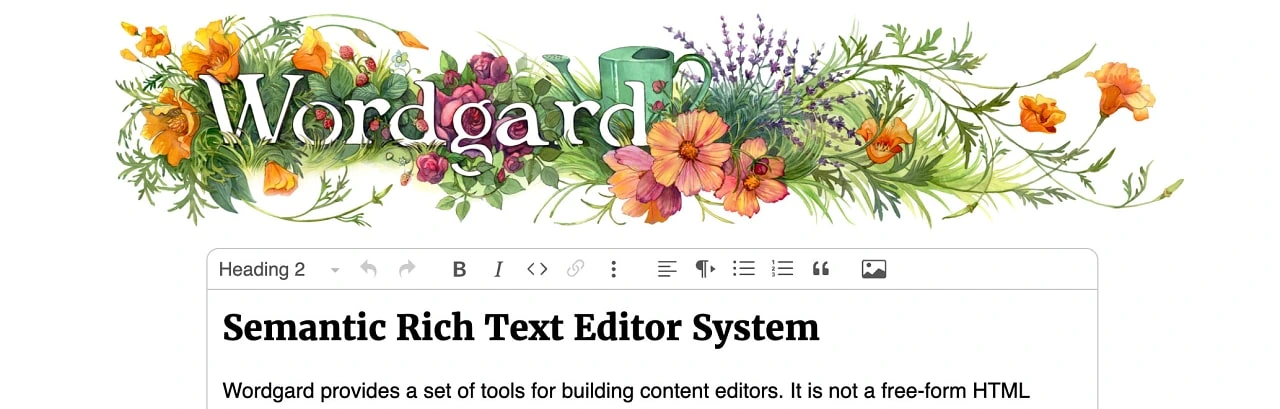 Wordgard
Heading 2
Semantic Rich Text Editor System
Wordgard provides a set of tools for building content editors. It is not a free-form HTML